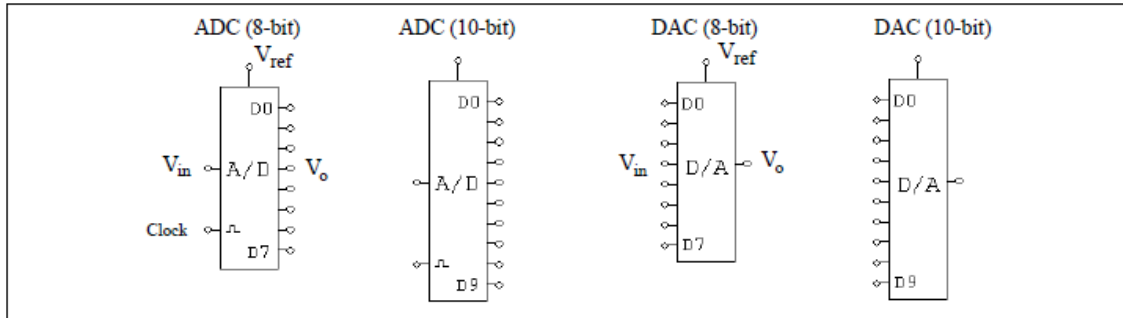 ADC (8-bit) ADC (10-bit) DAC (8-bit) DAC (10-bit)
Vref Vref
D0 D0 D0 D0
Vin A/D Vo A/D Vin D/A Vo D/A
Clock
D7 D9 D7 D9